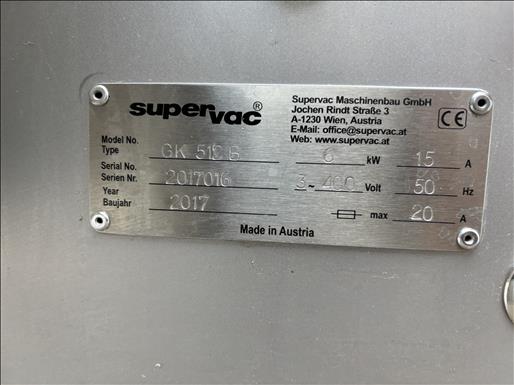 supervac®
Supervac Maschinenbau GmbH
Jochen Rindt Straße 3
A-1230 Wien, Austria
E-Mail: office@supervac.at
Web: www.supervac.at
CE
Model No.
Type
Serial No. 2017016
Serien Nr.
Year 2017
Baujahr
6 kW 15 A
3~ 400 Volt 50 Hz
max 20 A
Made in Austria